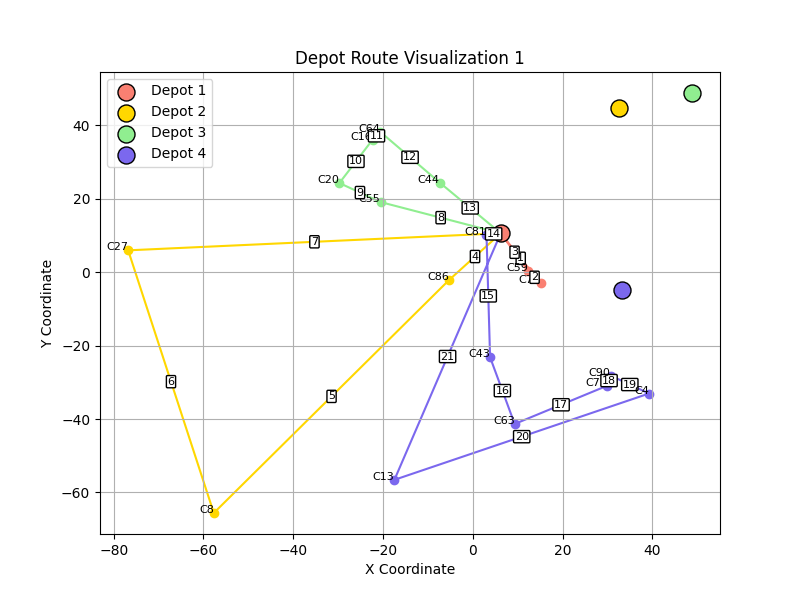 Depot Route Visualization 1
Depot 1
Depot 2
Depot 3
Depot 4
Y Coordinate
40
20
0
−20
−40
−60
C64
11
10
12
C20
9
C55
C44
13
8
C27
7
C81
14
3
1
4
C59
2
C86
15
21
C43
6
5
16
C90
18
19
C4
17
C63
20
C13
C8
−80
−60
−40
−20
0
20
40
X Coordinate